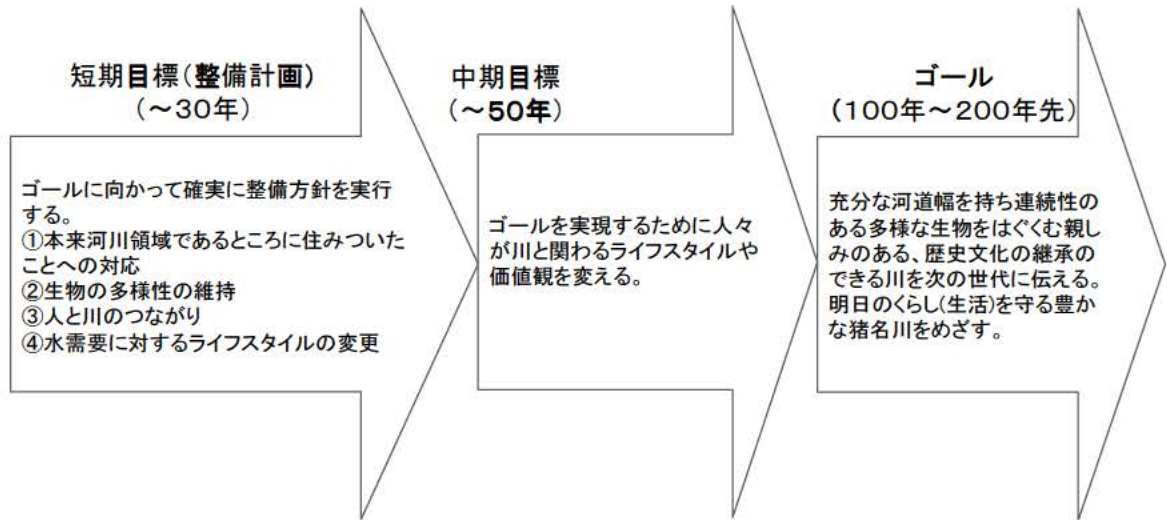 短期目標(整備計画)
(～30年)
ゴールに向かって確実に整備方針を実行
する。
①本来河川領域であるところに住みついた
ことへの対応
②生物の多様性の維持
③人と川のつながり
④水需要に対するライフスタイルの変更
中期目標
(～50年)
ゴールを実現するために人々
が川と関わるライフスタイルや
価値観を変える。
ゴール
(100年～200年先)
充分な河道幅を持ち連続性の
ある多様な生物をはぐくむ親し
みのある、歴史文化の継承の
できる川を次の世代に伝える。
明日のくらし(生活)を守る豊か
な猪名川をめざす。